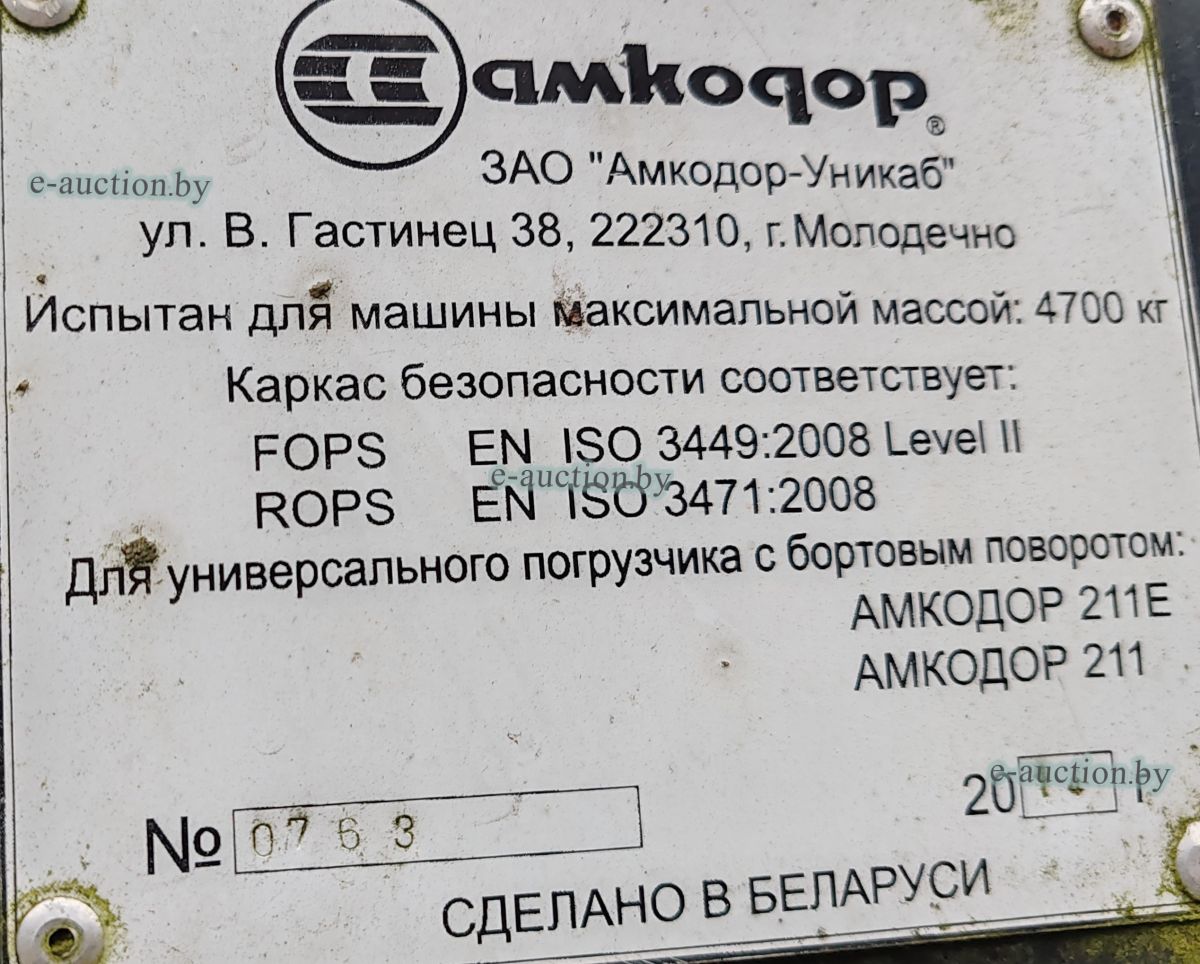 амкодор®
ЗАО "Амкодор-Уникаб"
e-auction.by
ул. В. Гастинец 38, 222310, г. Молодечно
Испытан для машины максимальной массой: 4700 кг
Каркас безопасности соответствует:
FOPS EN ISO 3449:2008 Level II
e-auction.by
ROPS EN ISO 3471:2008
Для универсального погрузчика с бортовым поворотом:
АМКОДОР 211Е
АМКОДОР 211
e-auction.by
20 г
№ 0763
СДЕЛАНО В БЕЛАРУСИ